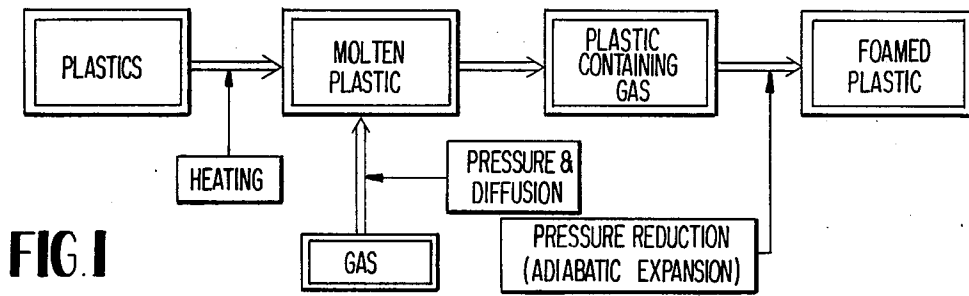 PLASTICS
MOLTEN
PLASTIC
PLASTIC
CONTAINING
GAS
FOAMED
PLASTIC
HEATING
PRESSURE &
DIFFUSION
GAS
PRESSURE REDUCTION
(ADIABATIC EXPANSION)
FIG.1